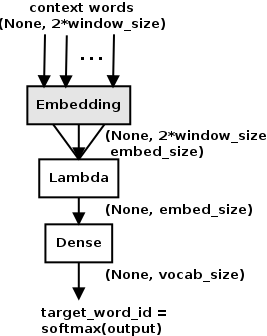 context words
(None, 2*window_size)
...
Embedding
(None, 2*window_size
embed_size)
Lambda
(None, embed_size)
Dense
(None, vocab_size)
target_word_id =
softmax(output)